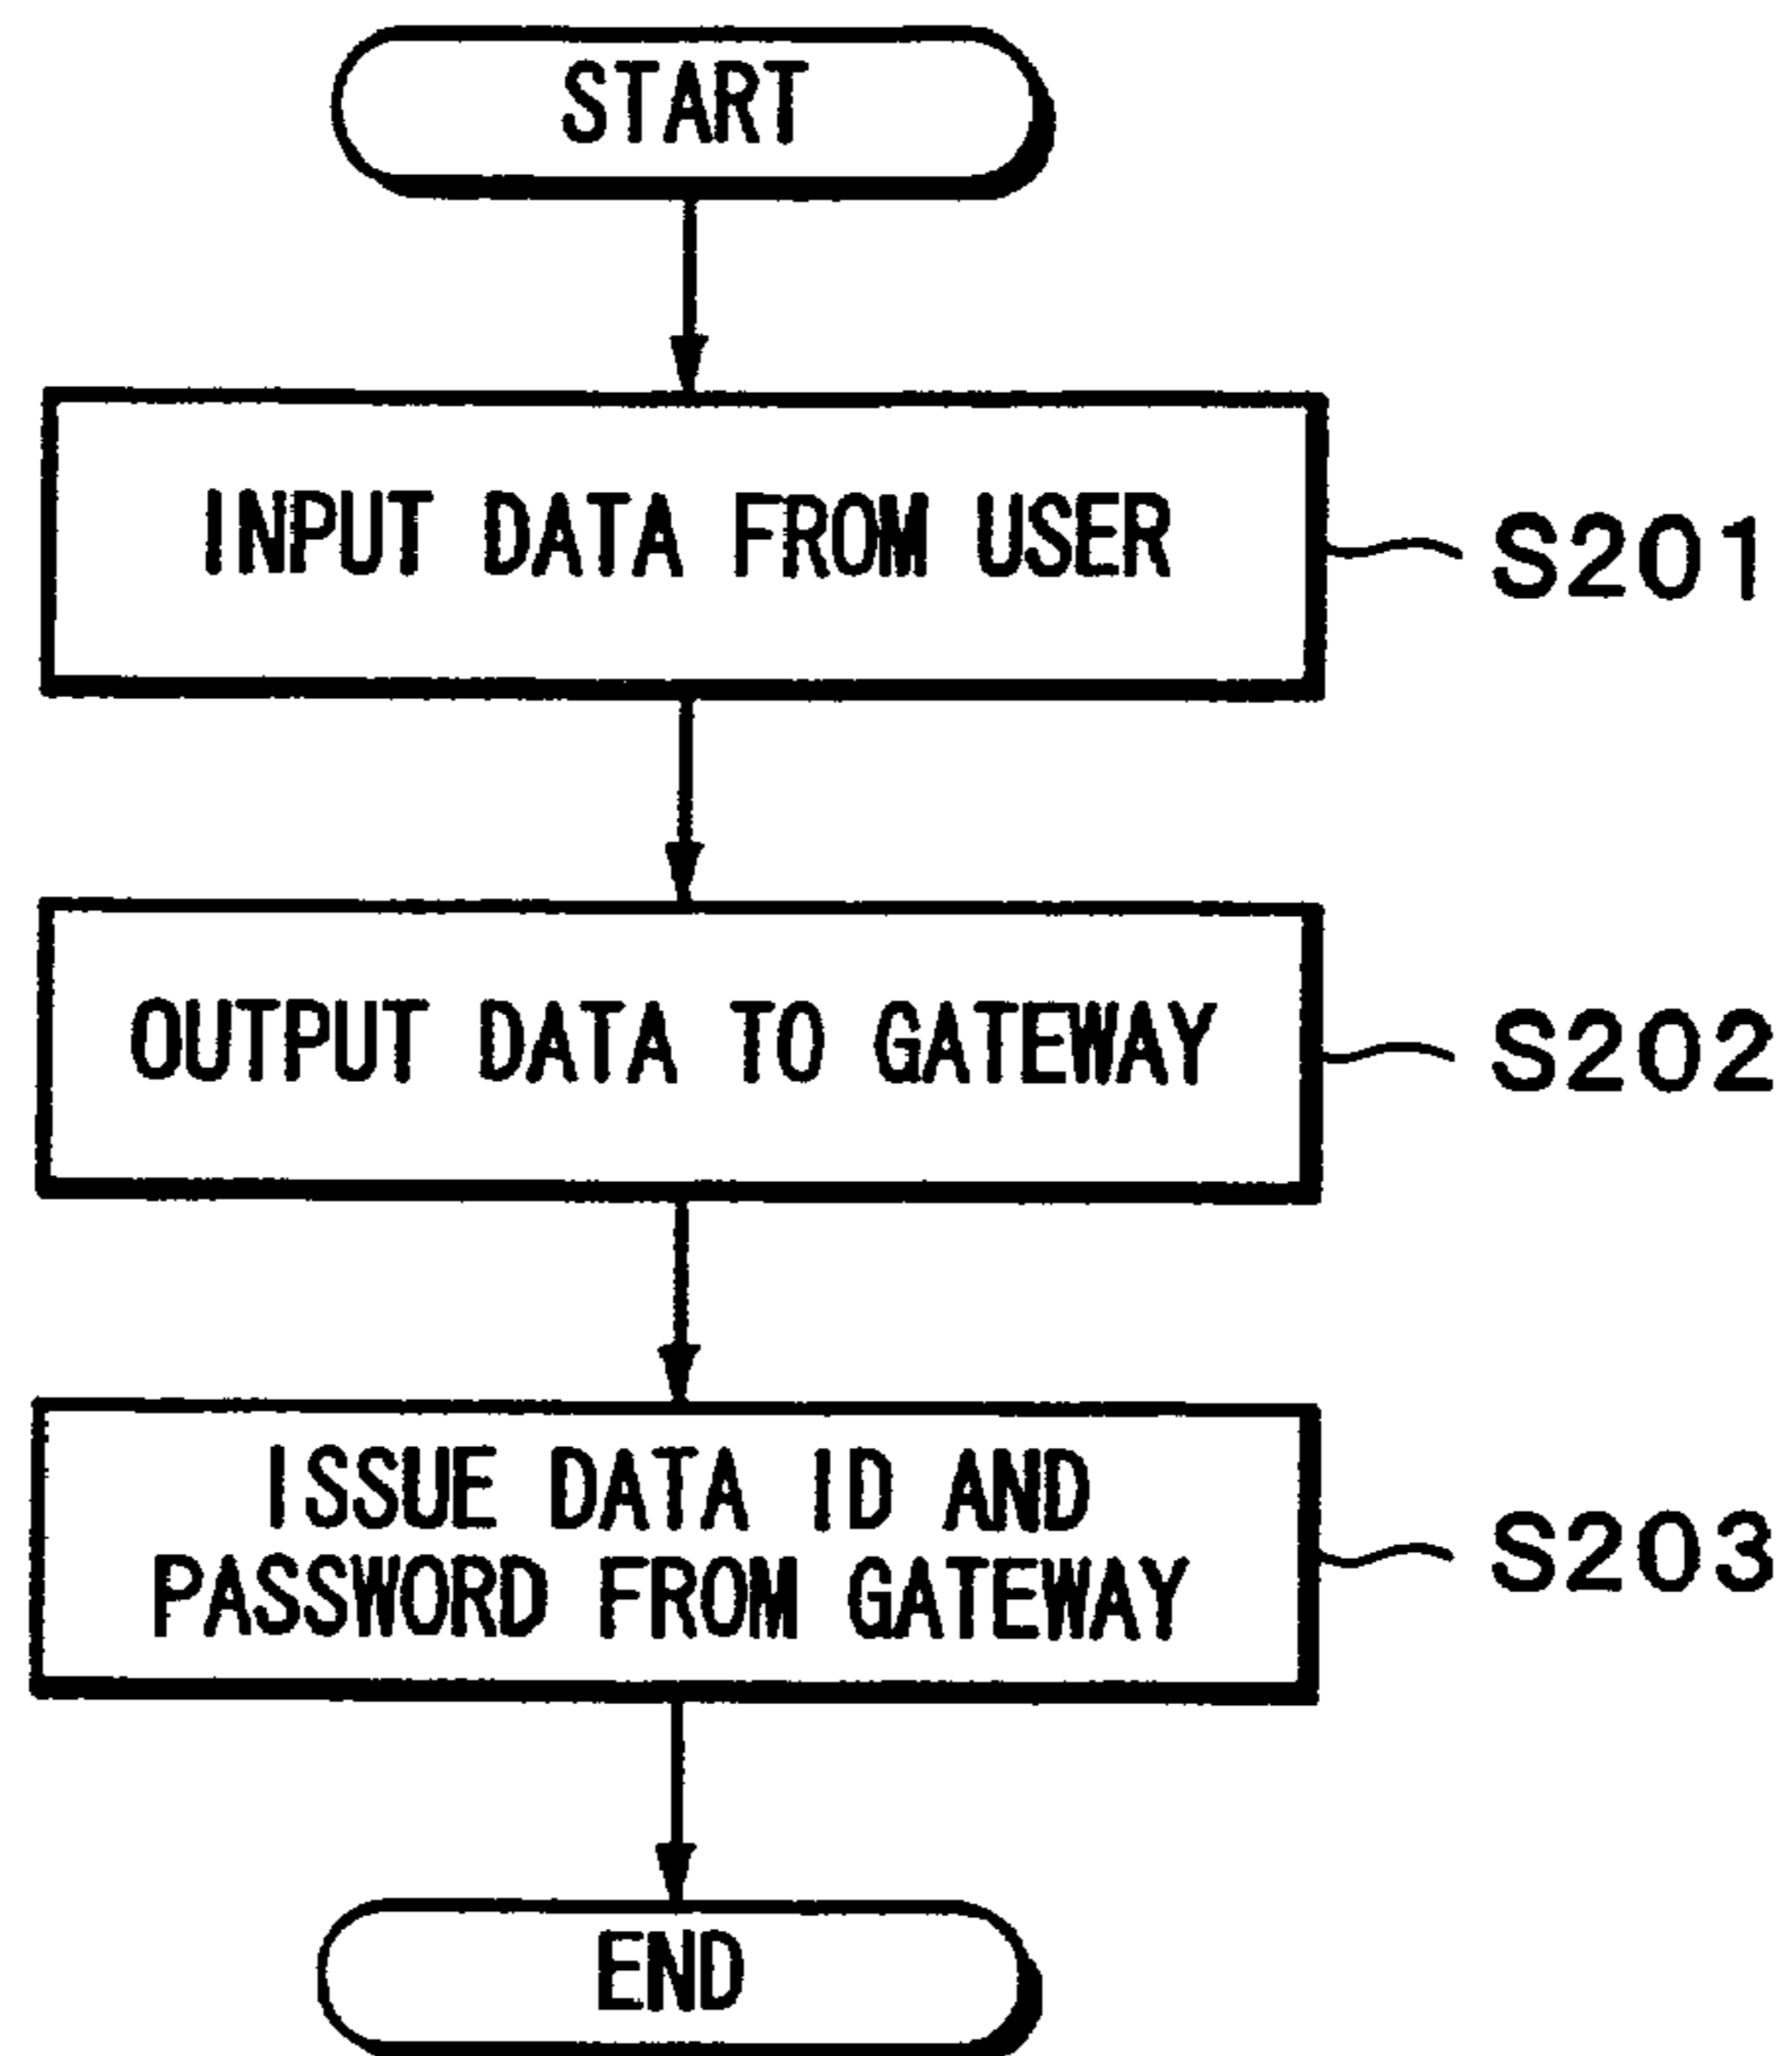 START
INPUT DATA FROM USER
S201
OUTPUT DATA TO GATEWAY
S202
ISSUE DATA ID AND
PASSWORD FROM GATEWAY
S203
END